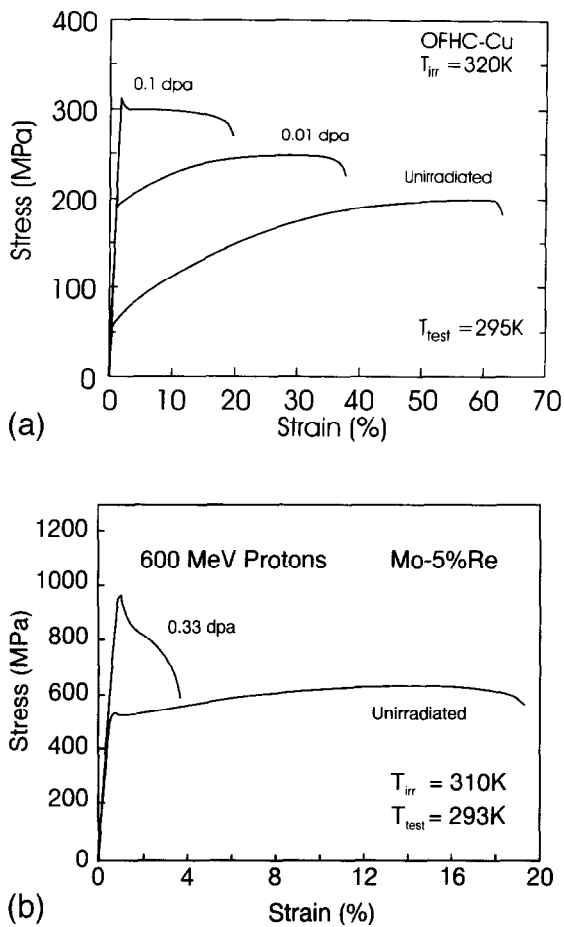 400
300
200
100
0
Stress (MPa)
OFHC-Cu
T_irr = 320K
0.1 dpa
0.01 dpa
Unirradiated
T_test = 295K
0 10 20 30 40 50 60 70
Strain (%)
(a)
1200
1000
800
600
400
200
0
Stress (MPa)
600 MeV Protons Mo-5%Re
0.33 dpa
Unirradiated
T_irr = 310K
T_test = 293K
0 4 8 12 16 20
Strain (%)
(b)